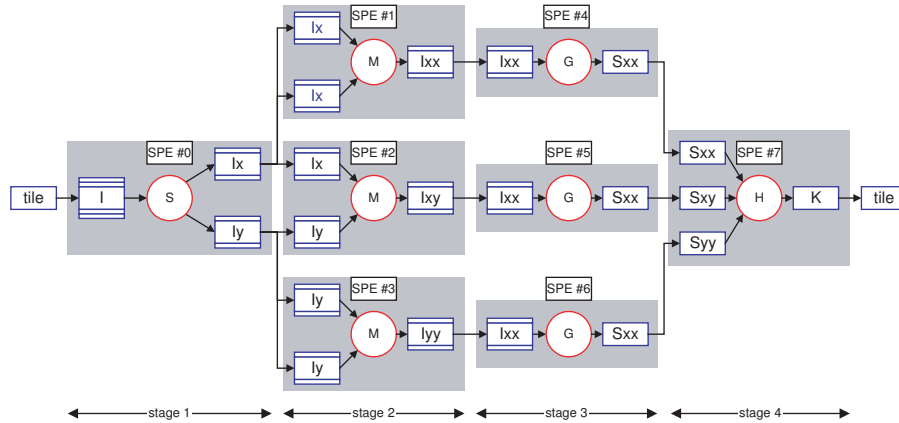 SPE #1
Ix
M
Ixx
Ix
SPE #4
Ixx
G
Sxx
tile
SPE #0
I
S
Ix
Iy
SPE #2
Ix
M
Ixy
Iy
SPE #5
Ixx
G
Sxx
SPE #3
Iy
M
Iyy
Iy
SPE #6
Ixx
G
Sxx
SPE #7
Sxx
Sxy
H
K
Syy
tile
stage 1
stage 2
stage 3
stage 4